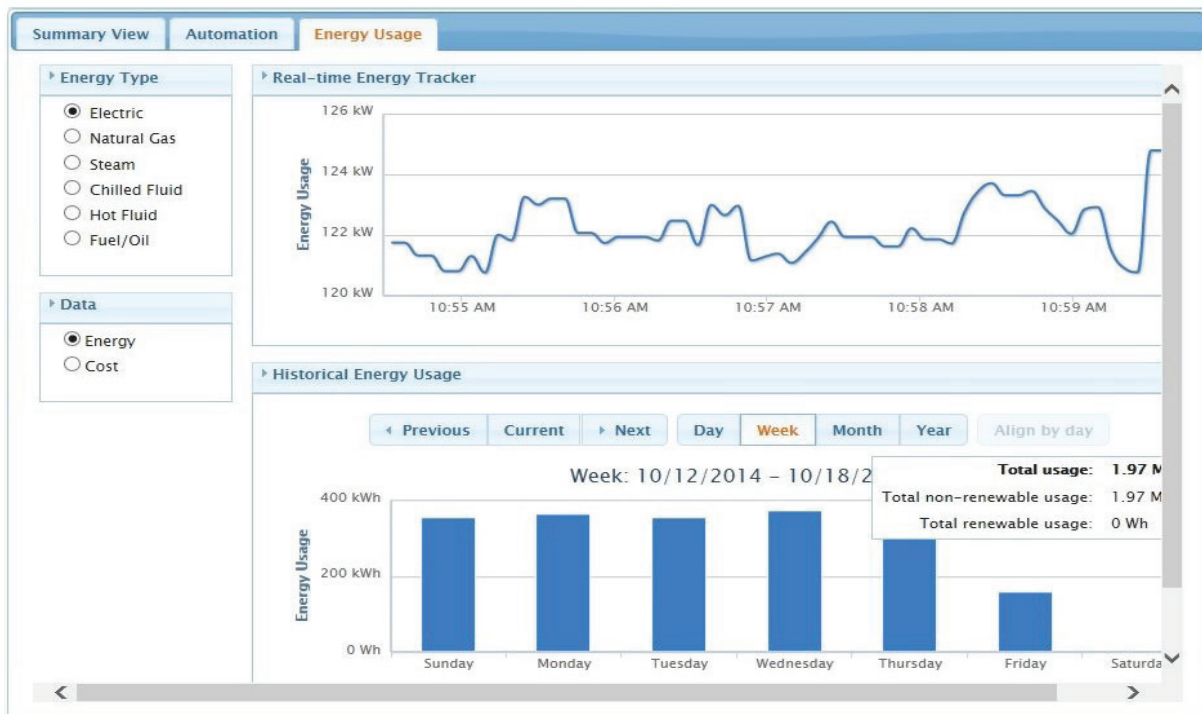 Summary View Automation Energy Usage
Energy Type
Electric
Natural Gas
Steam
Chilled Fluid
Hot Fluid
Fuel/Oil
Data
Energy
Cost
Real-time Energy Tracker
126 kW
124 kW
122 kW
120 kW
Energy Usage
10:55 AM 10:56 AM 10:57 AM 10:58 AM 10:59 AM
Historical Energy Usage
Previous Current Next Day Week Month Year Align by day
Week: 10/12/2014 - 10/18/2
Total usage: 1.97 M
Total non-renewable usage: 1.97 M
Total renewable usage: 0 Wh
400 kWh
200 kWh
0 Wh
Energy Usage
Sunday Monday Tuesday Wednesday Thursday Friday Saturda